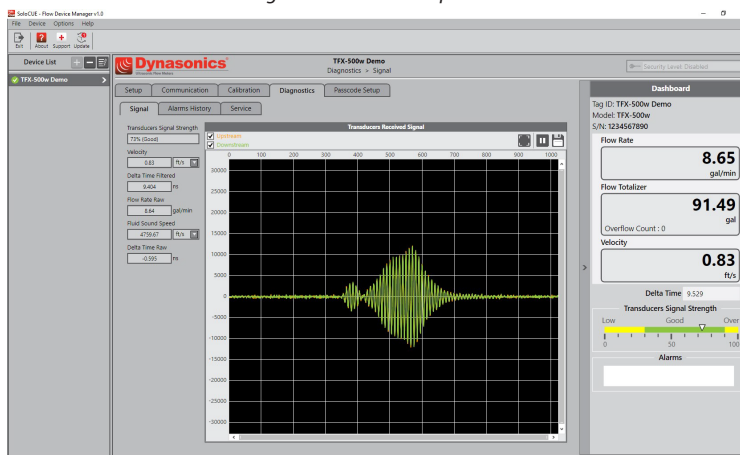 SoloCUE - Flow Device Manager v1.0
File Device Options Help
Exit About Support Update
Device List
TFX-500w Demo
Dynasonics
Ultrasonic Flow Meters
TFX-500w Demo
Diagnostics > Signal
Security Level: Disabled
Setup Communication Calibration Diagnostics Passcode Setup
Signal Alarms History Service
Transducers Signal Strength
73% (Good)
Velocity
0.83 ft/s
Delta Time Filtered
9.404 ns
Flow Rate Raw
8.64 gal/min
Fluid Sound Speed
4759.67 ft/s
Delta Time Raw
-0.595 ns
Transducers Received Signal
Upstream
Downstream
0 100 200 300 400 500 600 700 800 900 1000
30000
25000
20000
15000
10000
5000
0
-5000
-10000
-15000
-20000
-25000
-30000
Dashboard
Tag ID: TFX-500w Demo
Model: TFX-500w
S/N: 1234567890
Flow Rate
8.65
gal/min
Flow Totalizer
91.49
gal
Overflow Count : 0
Velocity
0.83
ft/s
Delta Time 9.529
Transducers Signal Strength
Low Good Over
0 50 100
Alarms